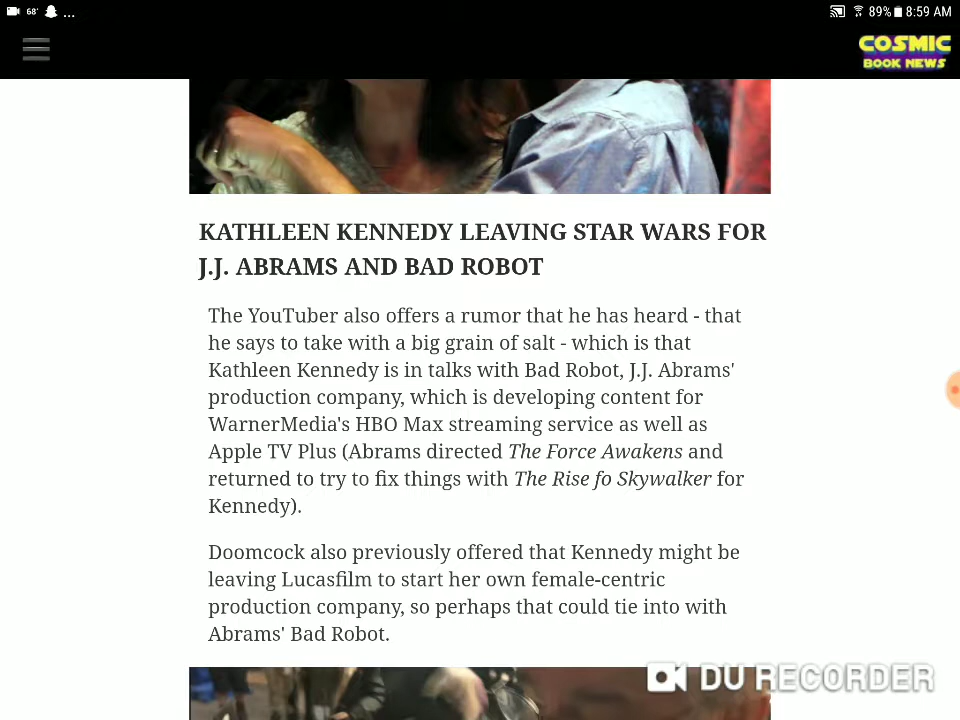 68° ... 89% 8:59 AM
COSMIC
BOOK NEWS
KATHLEEN KENNEDY LEAVING STAR WARS FOR
J.J. ABRAMS AND BAD ROBOT
The YouTuber also offers a rumor that he has heard - that
he says to take with a big grain of salt - which is that
Kathleen Kennedy is in talks with Bad Robot, J.J. Abrams'
production company, which is developing content for
WarnerMedia's HBO Max streaming service as well as
Apple TV Plus (Abrams directed The Force Awakens and
returned to try to fix things with The Rise fo Skywalker for
Kennedy).
Doomcock also previously offered that Kennedy might be
leaving Lucasfilm to start her own female-centric
production company, so perhaps that could tie into with
Abrams' Bad Robot.
DU RECORDER